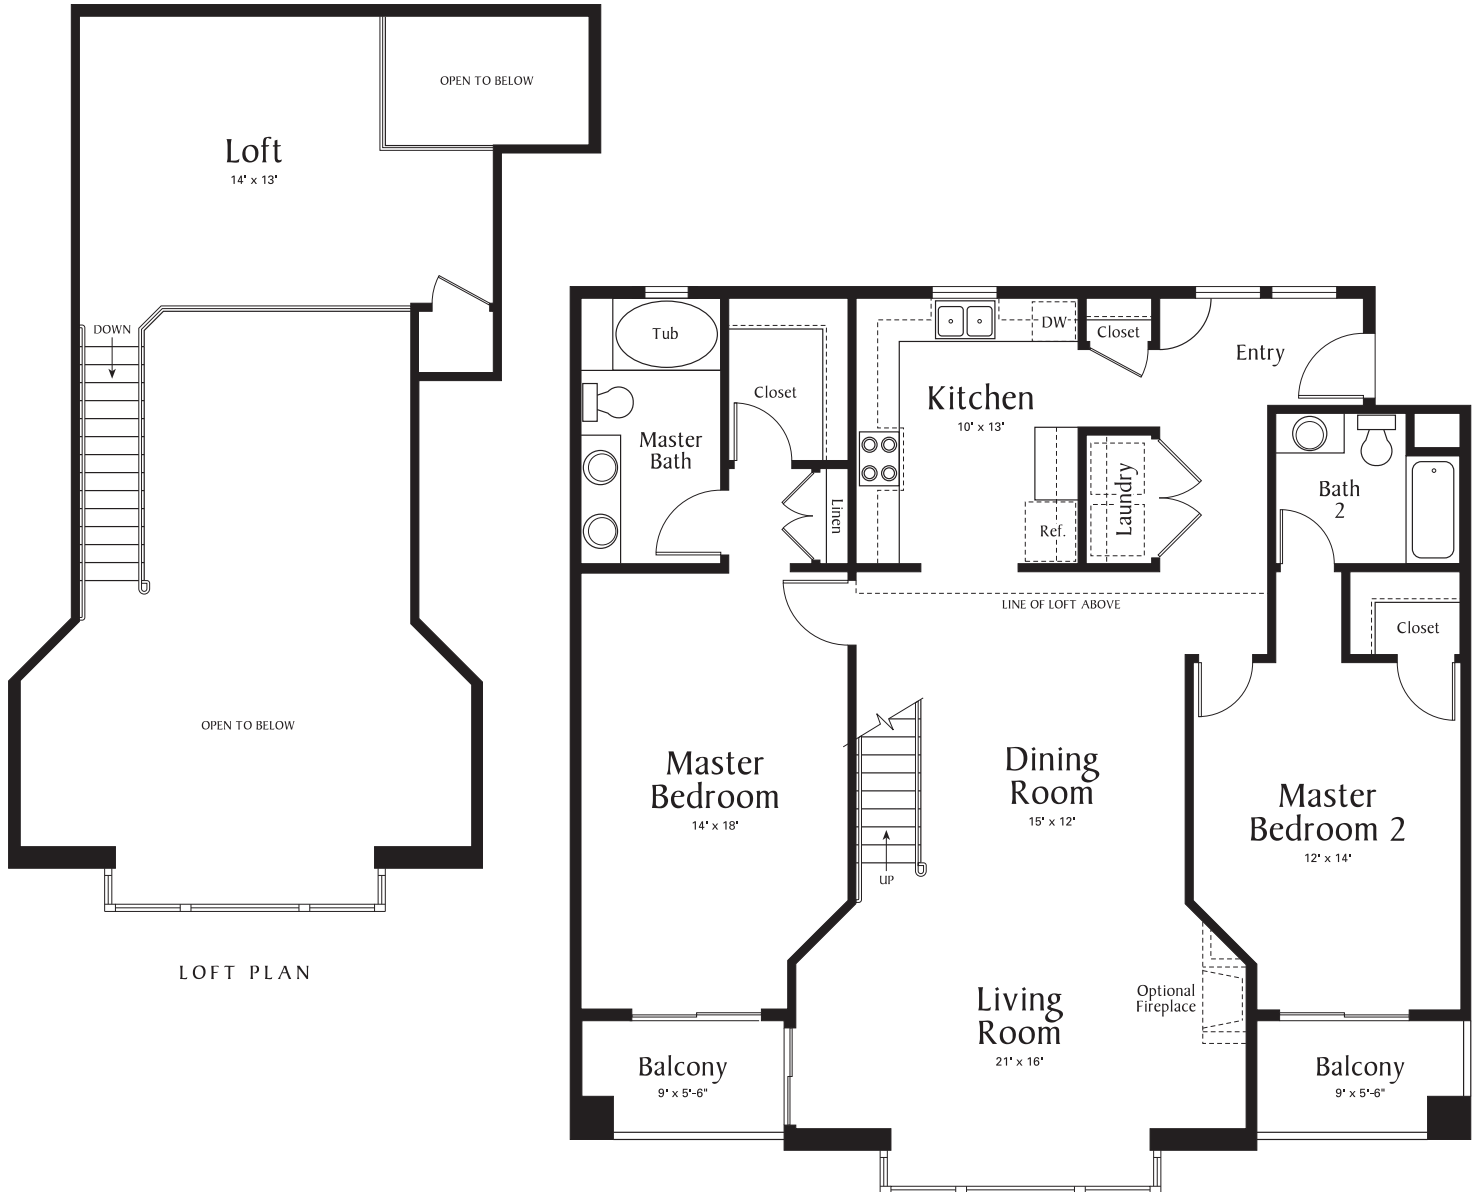 OPEN TO BELOW
Loft
14' x 13'
DOWN
OPEN TO BELOW
LOFT PLAN
Tub
Closet
Master
Bath
Linen
DW
Closet
Entry
Kitchen
10' x 13'
Laundry
Ref.
Bath
2
LINE OF LOFT ABOVE
Closet
Master
Bedroom
14' x 18'
UP
Dining
Room
15' x 12'
Master
Bedroom 2
12' x 14'
Living
Room
21' x 16'
Optional
Fireplace
Balcony
9' x 5'-6"
Balcony
9' x 5'-6"